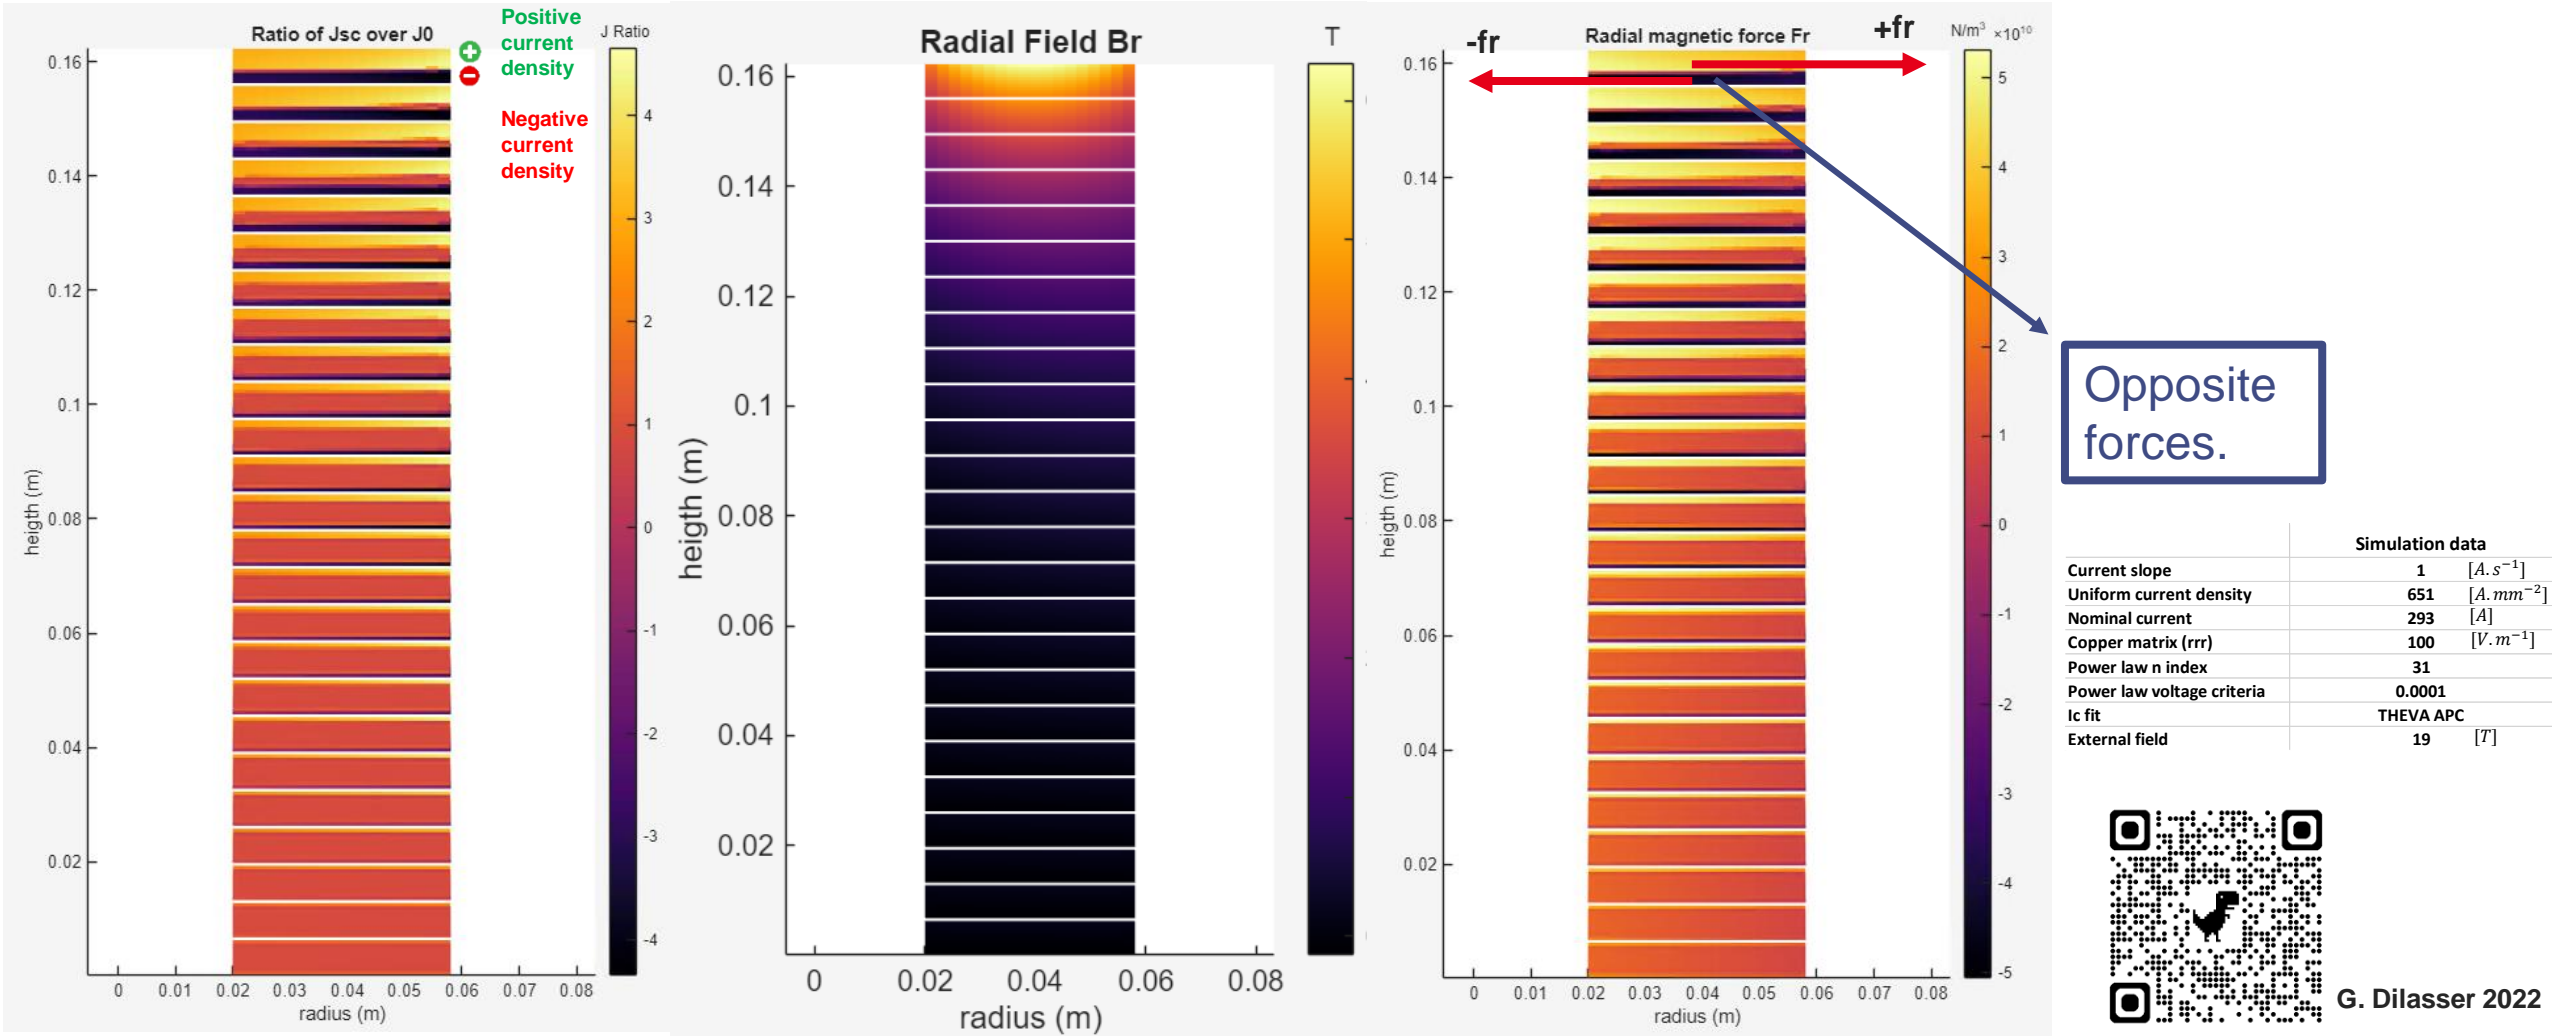 Ratio of Jsc over J0
J Ratio
Positive
current
density
Negative
current
density
0.16
0.14
0.12
0.1
0.08
0.06
0.04
0.02
heigth (m)
0 0.01 0.02 0.03 0.04 0.05 0.06 0.07 0.08
radius (m)
4
3
2
1
0
-1
-2
-3
-4
Radial Field Br
T
0.16
0.14
0.12
0.1
0.08
0.06
0.04
0.02
heigth (m)
0 0.02 0.04 0.06 0.08
radius (m)
-fr
Radial magnetic force Fr
+fr
N/m³ ×10¹⁰
0.16
0.14
0.12
0.1
0.08
0.06
0.04
0.02
heigth (m)
0 0.01 0.02 0.03 0.04 0.05 0.06 0.07 0.08
radius (m)
5
4
3
2
1
0
-1
-2
-3
-4
-5
Opposite
forces.
Simulation data
Current slope 1 [A.s⁻¹]
Uniform current density 651 [A.mm⁻²]
Nominal current 293 [A]
Copper matrix (rrr) 100 [V.m⁻¹]
Power law n index 31
Power law voltage criteria 0.0001
Ic fit THEVA APC
External field 19 [T]
G. Dilasser 2022